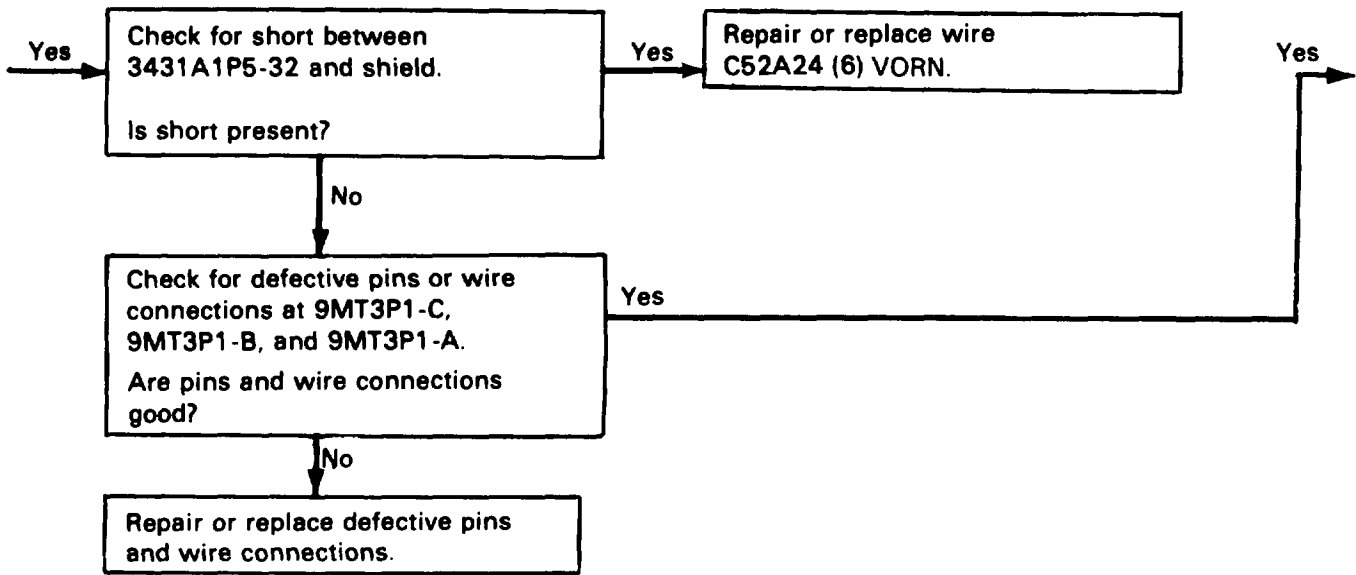 Yes
Check for short between
3431A1P5-32 and shield.
Is short present?
Yes
Repair or replace wire
C52A24 (6) VORN.
Yes
No
Check for defective pins or wire
connections at 9MT3P1-C,
9MT3P1-B, and 9MT3P1-A.
Are pins and wire connections
good?
Yes
No
Repair or replace defective pins
and wire connections.